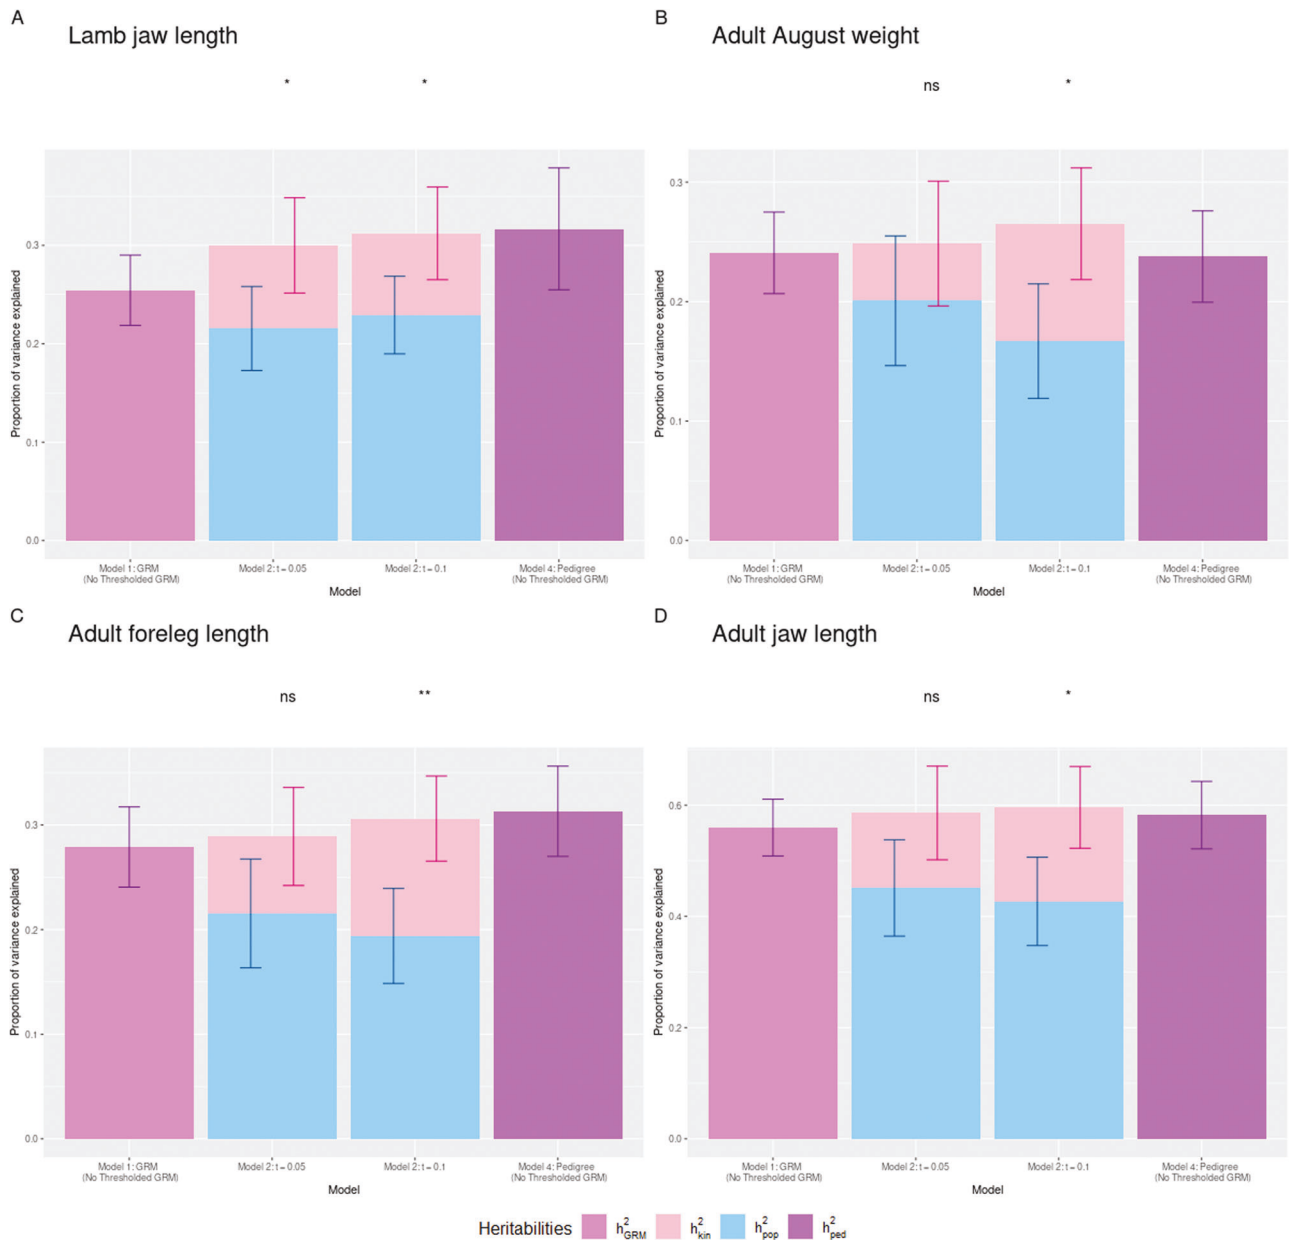 A
Lamb jaw length
* *
Proportion of variance explained
0.3
0.2
0.1
0.0
Model 1: GRM
(No Thresholded GRM)
Model 2: t = 0.05
Model 2: t = 0.1
Model 4: Pedigree
(No Thresholded GRM)
Model
B
Adult August weight
ns *
Proportion of variance explained
0.3
0.2
0.1
0.0
Model 1: GRM
(No Thresholded GRM)
Model 2: t = 0.05
Model 2: t = 0.1
Model 4: Pedigree
(No Thresholded GRM)
Model
C
Adult foreleg length
ns **
Proportion of variance explained
0.3
0.2
0.1
0.0
Model 1: GRM
(No Thresholded GRM)
Model 2: t = 0.05
Model 2: t = 0.1
Model 4: Pedigree
(No Thresholded GRM)
Model
D
Adult jaw length
ns *
Proportion of variance explained
0.6
0.4
0.2
0.0
Model 1: GRM
(No Thresholded GRM)
Model 2: t = 0.05
Model 2: t = 0.1
Model 4: Pedigree
(No Thresholded GRM)
Model
Heritabilities h²GRM h²kin h²pop h²ped